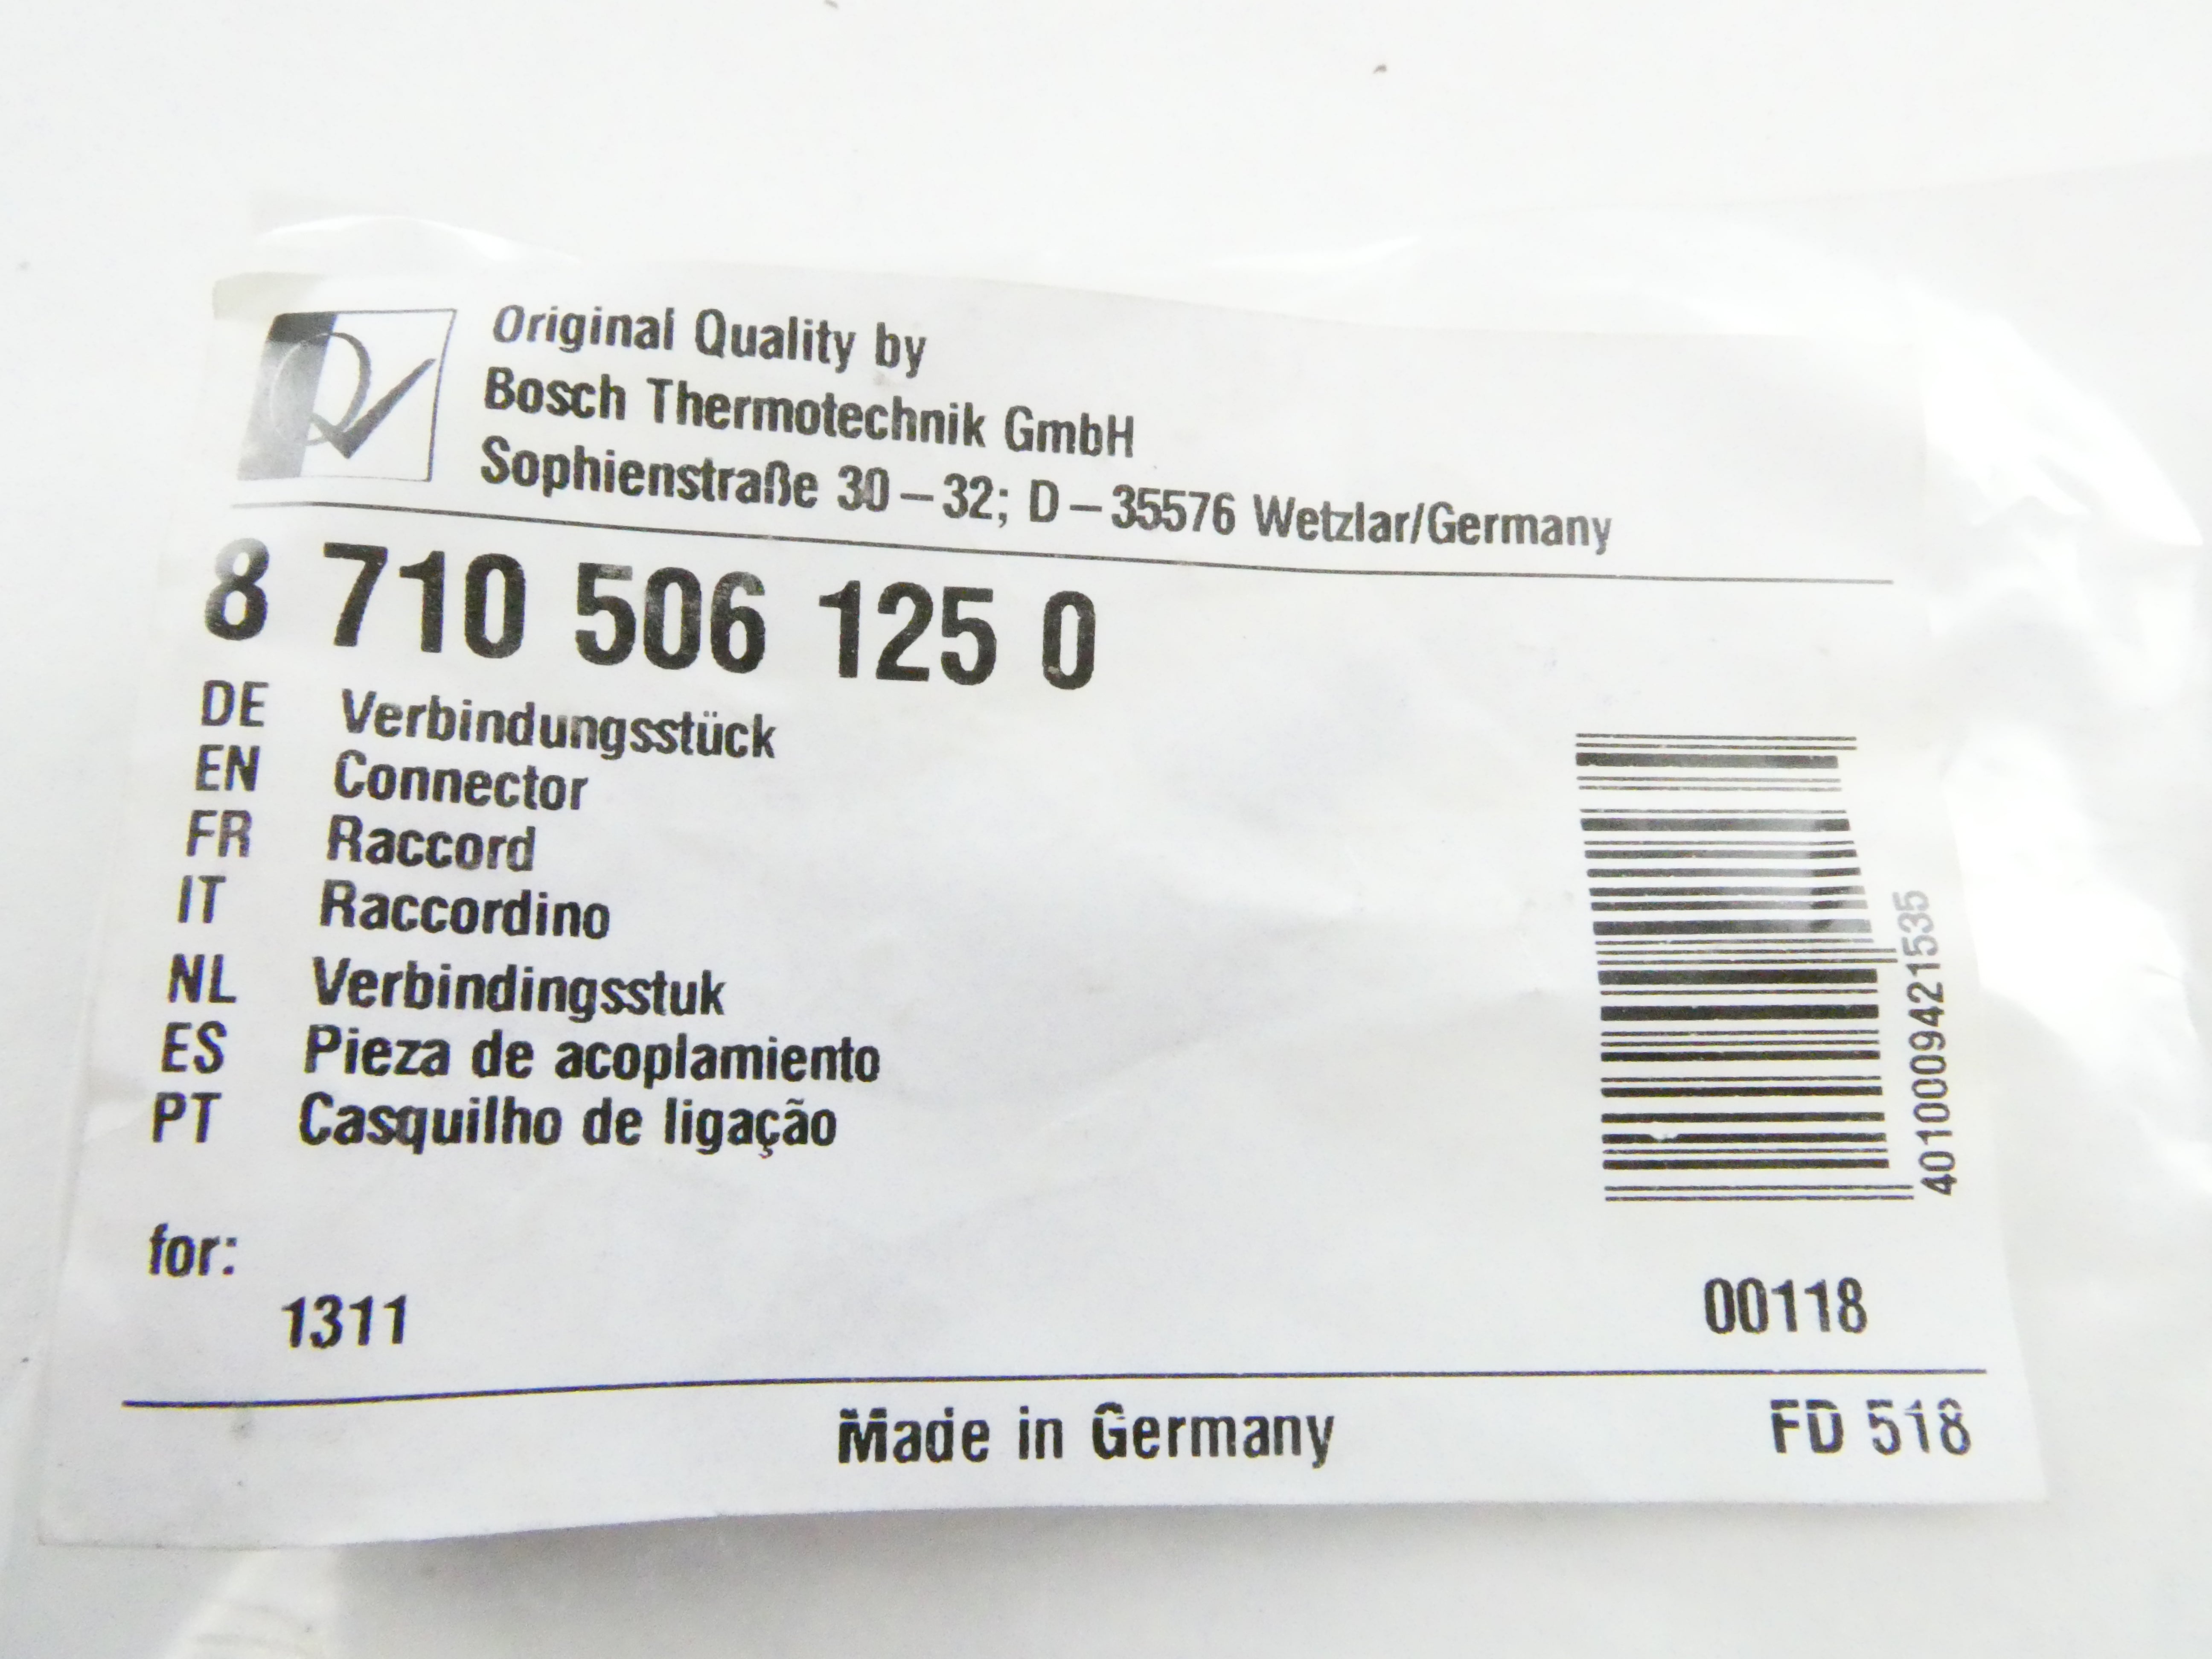 Original Quality by
Bosch Thermotechnik GmbH
Sophienstraße 30 – 32; D – 35576 Wetzlar/Germany
8 710 506 125 0
DE Verbindungsstück
EN Connector
FR Raccord
IT Raccordino
NL Verbindingsstuk
ES Pieza de acoplamiento
PT Casquilho de ligação
4010009421535
for:
1311
00118
Made in Germany
FD 518